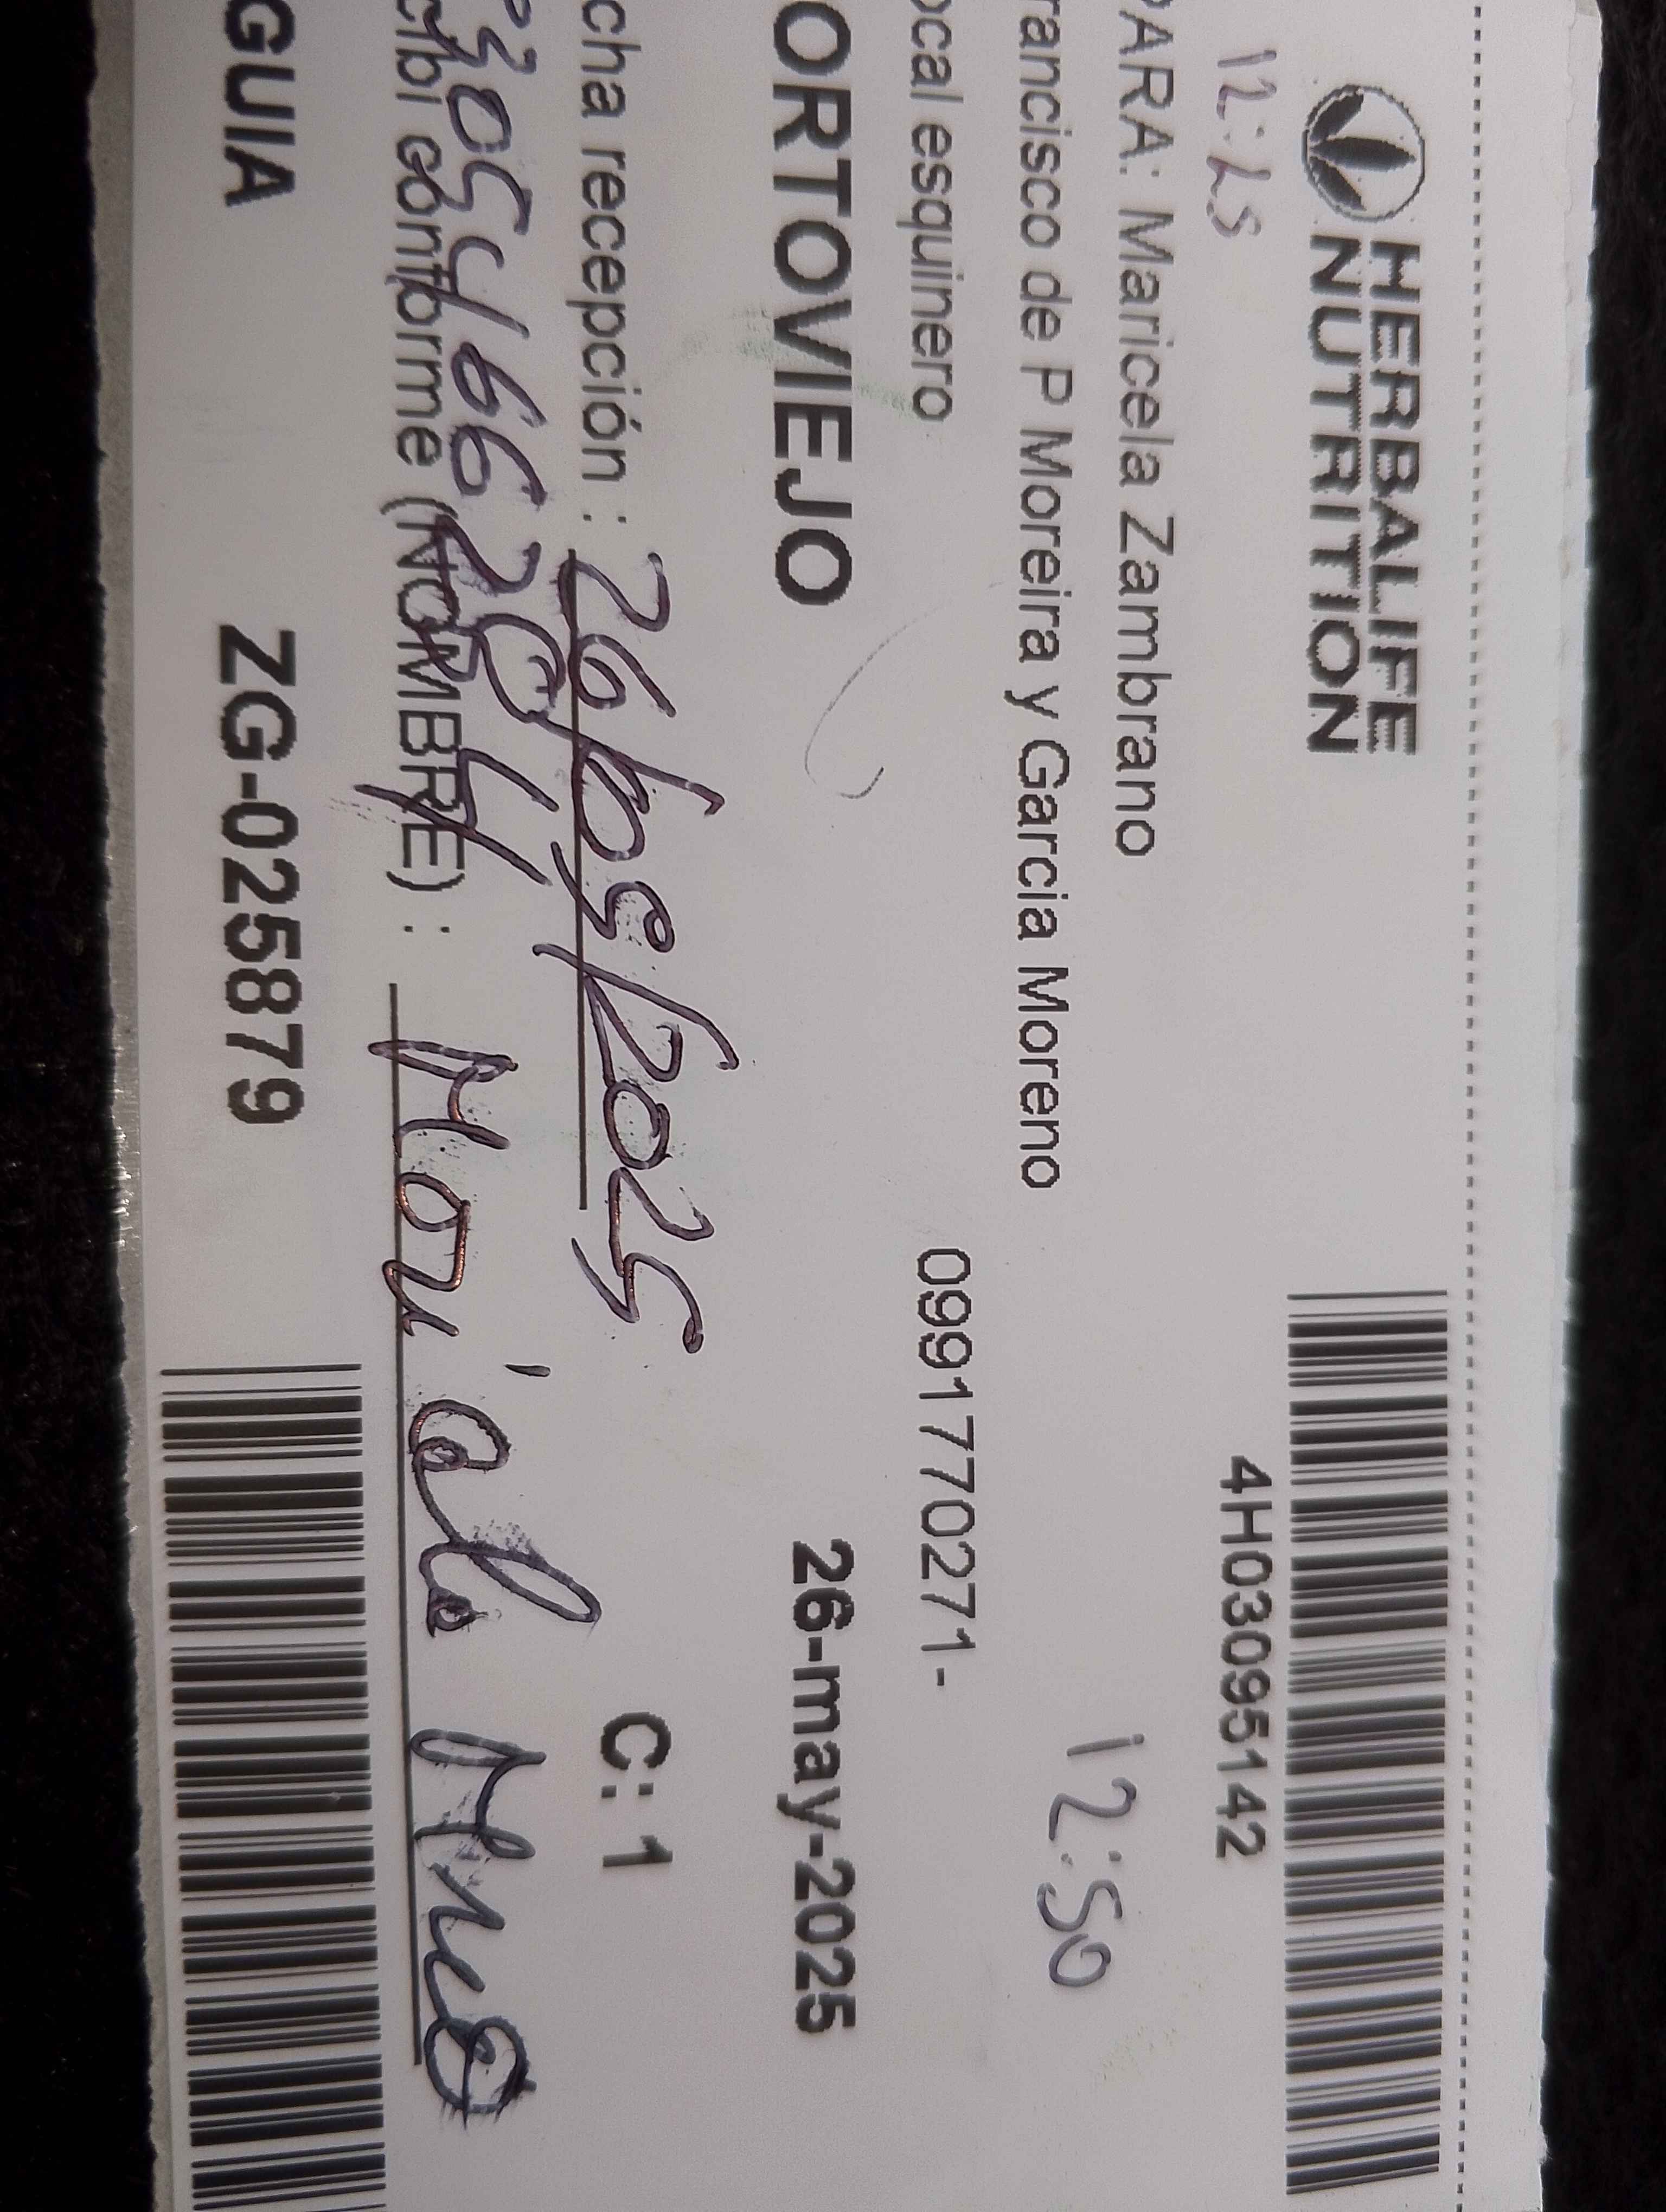 HERBALIFE
NUTRITION
4H03095142
12:25
PARA: Maricela Zambrano
12:50
rancisco de P Moreira y Garcia Moreno
ocal esquinero
0991770271-
ORTOVIEJO
26-may-2025
cha recepción : 26/05/2025
C: 1
cibi conforme (NOMBRE) :
GUIA
ZG-025879